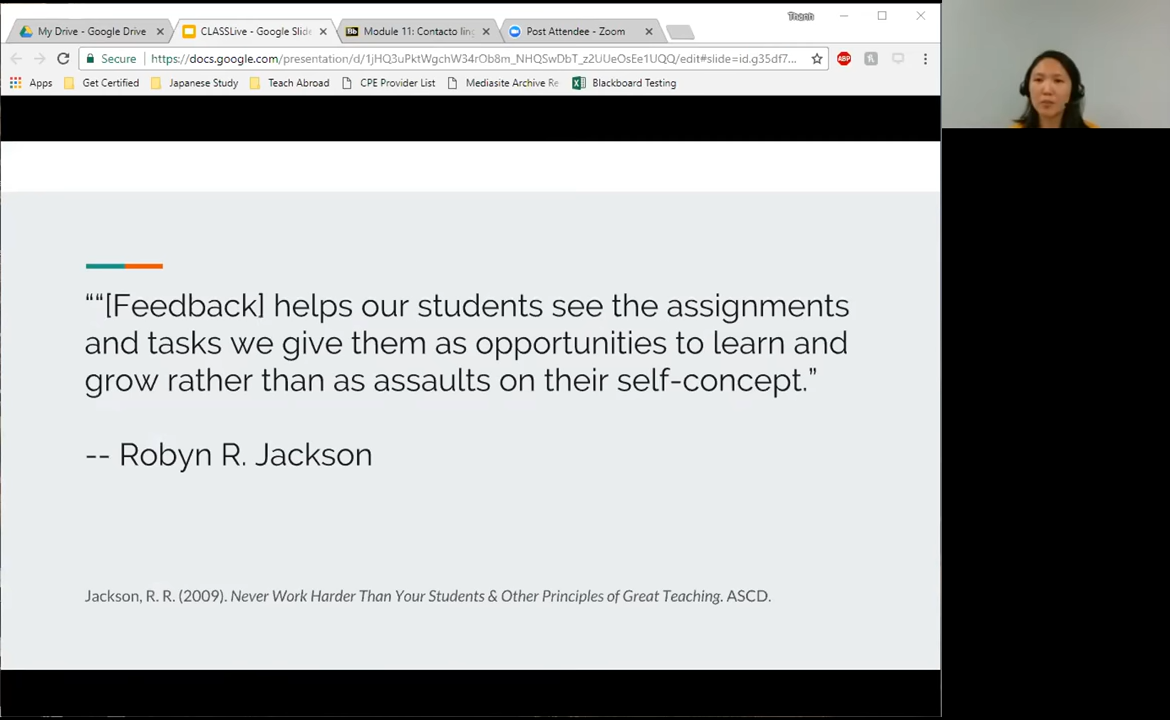 Thanh
My Drive - Google Drive
CLASSLive - Google Slide
Module 11: Contacto lin
Post Attendee - Zoom
Secure
https://docs.google.com/presentation/d/1jHQ3uPktWgchW34rOb8m_NHQSwDbT_z2UUeOsEe1UQQ/edit#slide=id.g35df7...
ABP
Apps
Get Certified
Japanese Study
Teach Abroad
CPE Provider List
Mediasite Archive Re
Blackboard Testing
““[Feedback] helps our students see the assignments
and tasks we give them as opportunities to learn and
grow rather than as assaults on their self-concept.”
-- Robyn R. Jackson
Jackson, R. R. (2009). Never Work Harder Than Your Students & Other Principles of Great Teaching. ASCD.